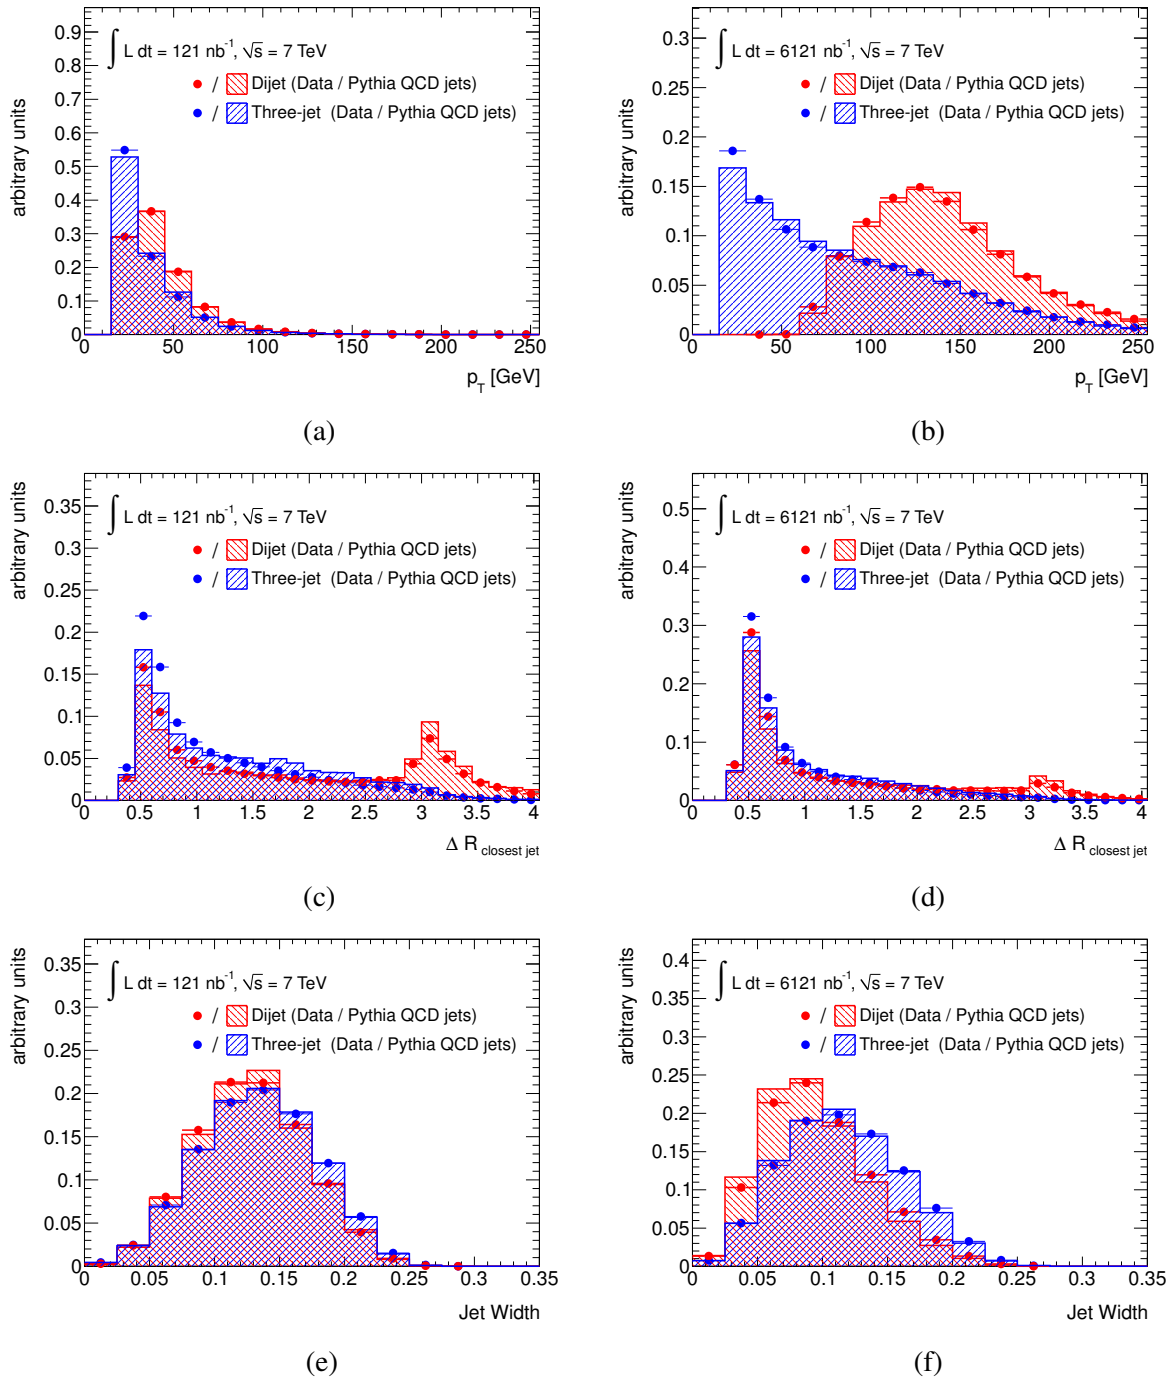 arbitrary units
0.9
0.8
0.7
0.6
0.5
0.4
0.3
0.2
0.1
0
∫ L dt = 121 nb⁻¹, √s = 7 TeV
/ Dijet (Data / Pythia QCD jets)
/ Three-jet (Data / Pythia QCD jets)
0 50 100 150 200 250
p_T [GeV]
(a)
arbitrary units
0.3
0.25
0.2
0.15
0.1
0.05
0
∫ L dt = 6121 nb⁻¹, √s = 7 TeV
/ Dijet (Data / Pythia QCD jets)
/ Three-jet (Data / Pythia QCD jets)
0 50 100 150 200 250
p_T [GeV]
(b)
arbitrary units
0.35
0.3
0.25
0.2
0.15
0.1
0.05
0
∫ L dt = 121 nb⁻¹, √s = 7 TeV
/ Dijet (Data / Pythia QCD jets)
/ Three-jet (Data / Pythia QCD jets)
0 0.5 1 1.5 2 2.5 3 3.5 4
Δ R closest jet
(c)
arbitrary units
0.5
0.4
0.3
0.2
0.1
0
∫ L dt = 6121 nb⁻¹, √s = 7 TeV
/ Dijet (Data / Pythia QCD jets)
/ Three-jet (Data / Pythia QCD jets)
0 0.5 1 1.5 2 2.5 3 3.5 4
Δ R closest jet
(d)
arbitrary units
0.35
0.3
0.25
0.2
0.15
0.1
0.05
0
∫ L dt = 121 nb⁻¹, √s = 7 TeV
/ Dijet (Data / Pythia QCD jets)
/ Three-jet (Data / Pythia QCD jets)
0 0.05 0.1 0.15 0.2 0.25 0.3 0.35
Jet Width
(e)
arbitrary units
0.4
0.35
0.3
0.25
0.2
0.15
0.1
0.05
0
∫ L dt = 6121 nb⁻¹, √s = 7 TeV
/ Dijet (Data / Pythia QCD jets)
/ Three-jet (Data / Pythia QCD jets)
0 0.05 0.1 0.15 0.2 0.25 0.3 0.35
Jet Width
(f)